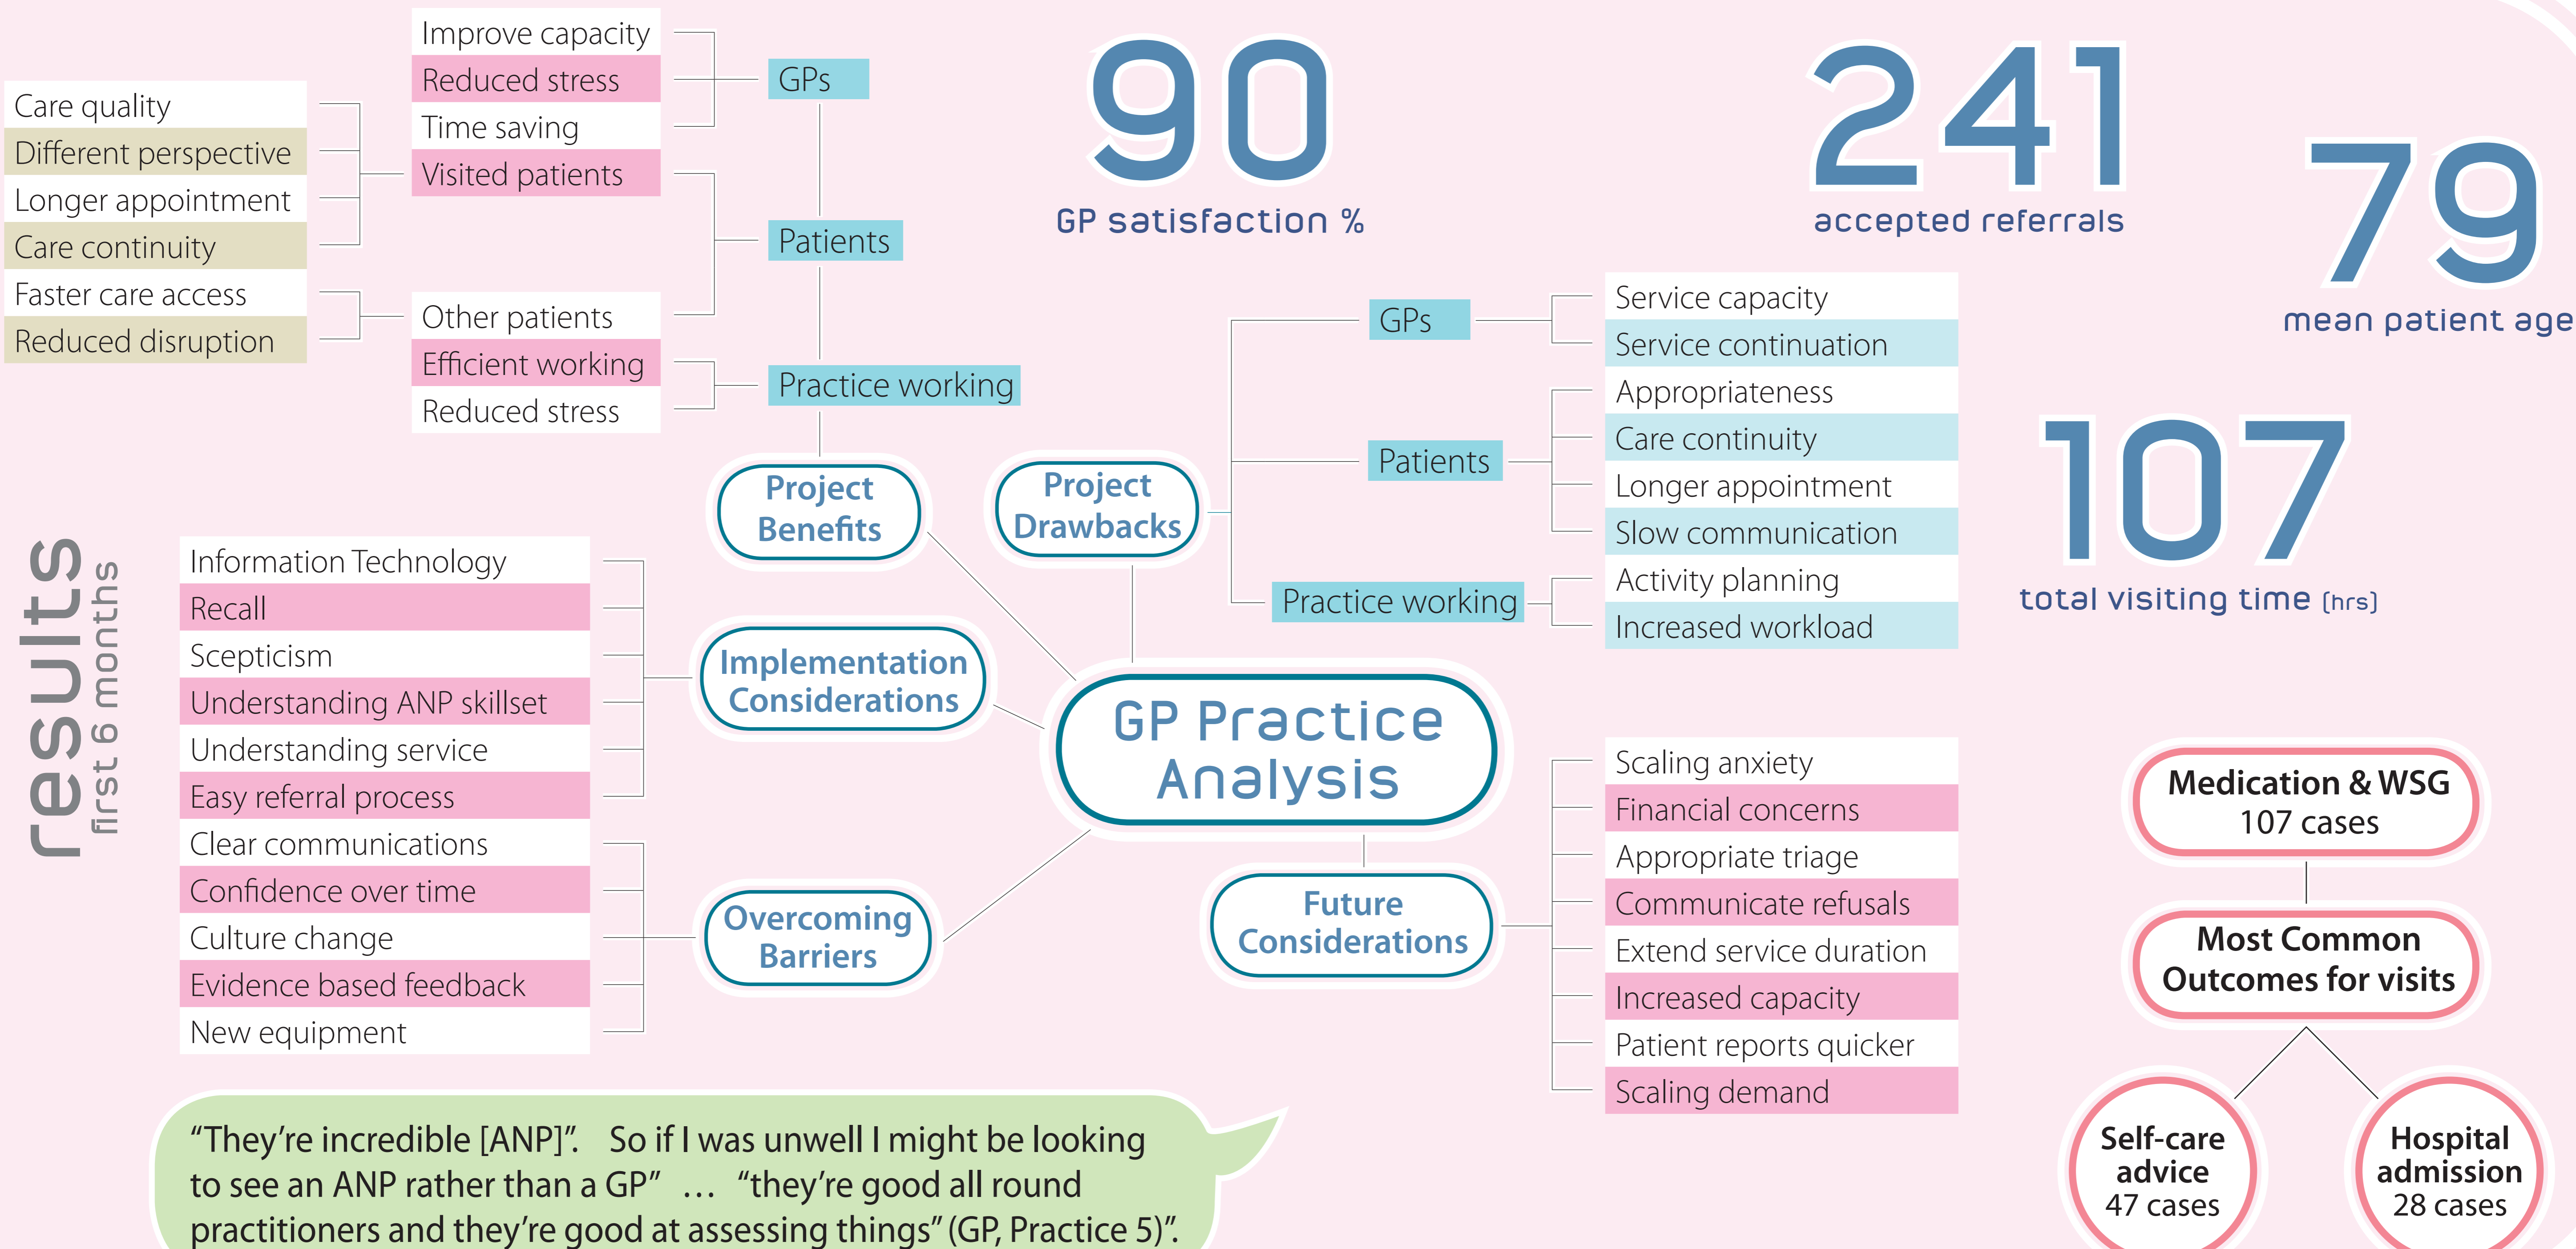 results
first 6 months
Care quality
Different perspective
Longer appointment
Care continuity
Faster care access
Reduced disruption
Improve capacity
Reduced stress
Time saving
Visited patients
Other patients
Efficient working
Reduced stress
GPs
Patients
Practice working
Project
Benefits
90
GP satisfaction %
241
accepted referrals
79
mean patient age
107
total visiting time (hrs)
Project
Drawbacks
GPs
Patients
Practice working
Service capacity
Service continuation
Appropriateness
Care continuity
Longer appointment
Slow communication
Activity planning
Increased workload
Information Technology
Recall
Scepticism
Understanding ANP skillset
Understanding service
Easy referral process
Clear communications
Confidence over time
Culture change
Evidence based feedback
New equipment
Implementation
Considerations
Overcoming
Barriers
GP Practice
Analysis
Future
Considerations
Scaling anxiety
Financial concerns
Appropriate triage
Communicate refusals
Extend service duration
Increased capacity
Patient reports quicker
Scaling demand
Medication & WSG
107 cases
Most Common
Outcomes for visits
Self-care
advice
47 cases
Hospital
admission
28 cases
“They’re incredible [ANP]”. So if I was unwell I might be looking
to see an ANP rather than a GP” … “they’re good all round
practitioners and they’re good at assessing things” (GP, Practice 5)”.